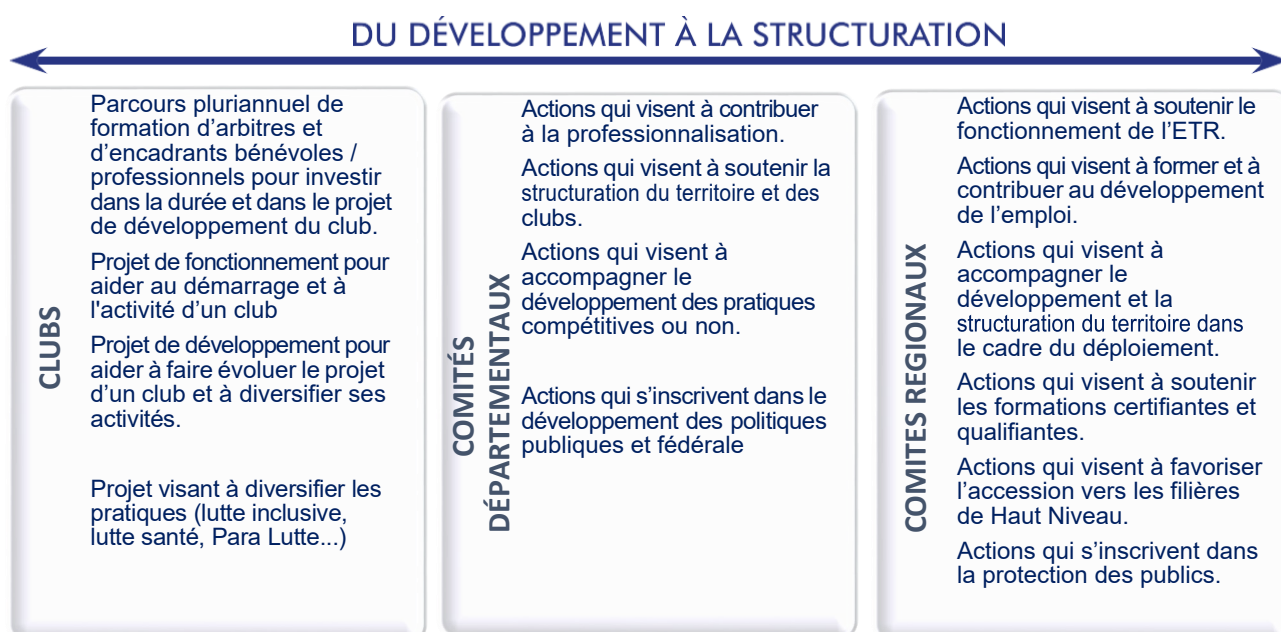 DU DÉVELOPPEMENT À LA STRUCTURATION
CLUBS
Parcours pluriannuel de
formation d’arbitres et
d’encadrants bénévoles /
professionnels pour investir
dans la durée et dans le projet
de développement du club.
Projet de fonctionnement pour
aider au démarrage et à
l'activité d’un club
Projet de développement pour
aider à faire évoluer le projet
d’un club et à diversifier ses
activités.
Projet visant à diversifier les
pratiques (lutte inclusive,
lutte santé, Para Lutte...)
COMITÉS
DÉPARTEMENTAUX
Actions qui visent à contribuer
à la professionnalisation.
Actions qui visent à soutenir la
structuration du territoire et des
clubs.
Actions qui visent à
accompagner le
développement des pratiques
compétitives ou non.
Actions qui s’inscrivent dans le
développement des politiques
publiques et fédérale
COMITES REGIONAUX
Actions qui visent à soutenir le
fonctionnement de l’ETR.
Actions qui visent à former et à
contribuer au développement
de l’emploi.
Actions qui visent à
accompagner le
développement et la
structuration du territoire dans
le cadre du déploiement.
Actions qui visent à soutenir
les formations certifiantes et
qualifiantes.
Actions qui visent à favoriser
l’accession vers les filières
de Haut Niveau.
Actions qui s’inscrivent dans
la protection des publics.